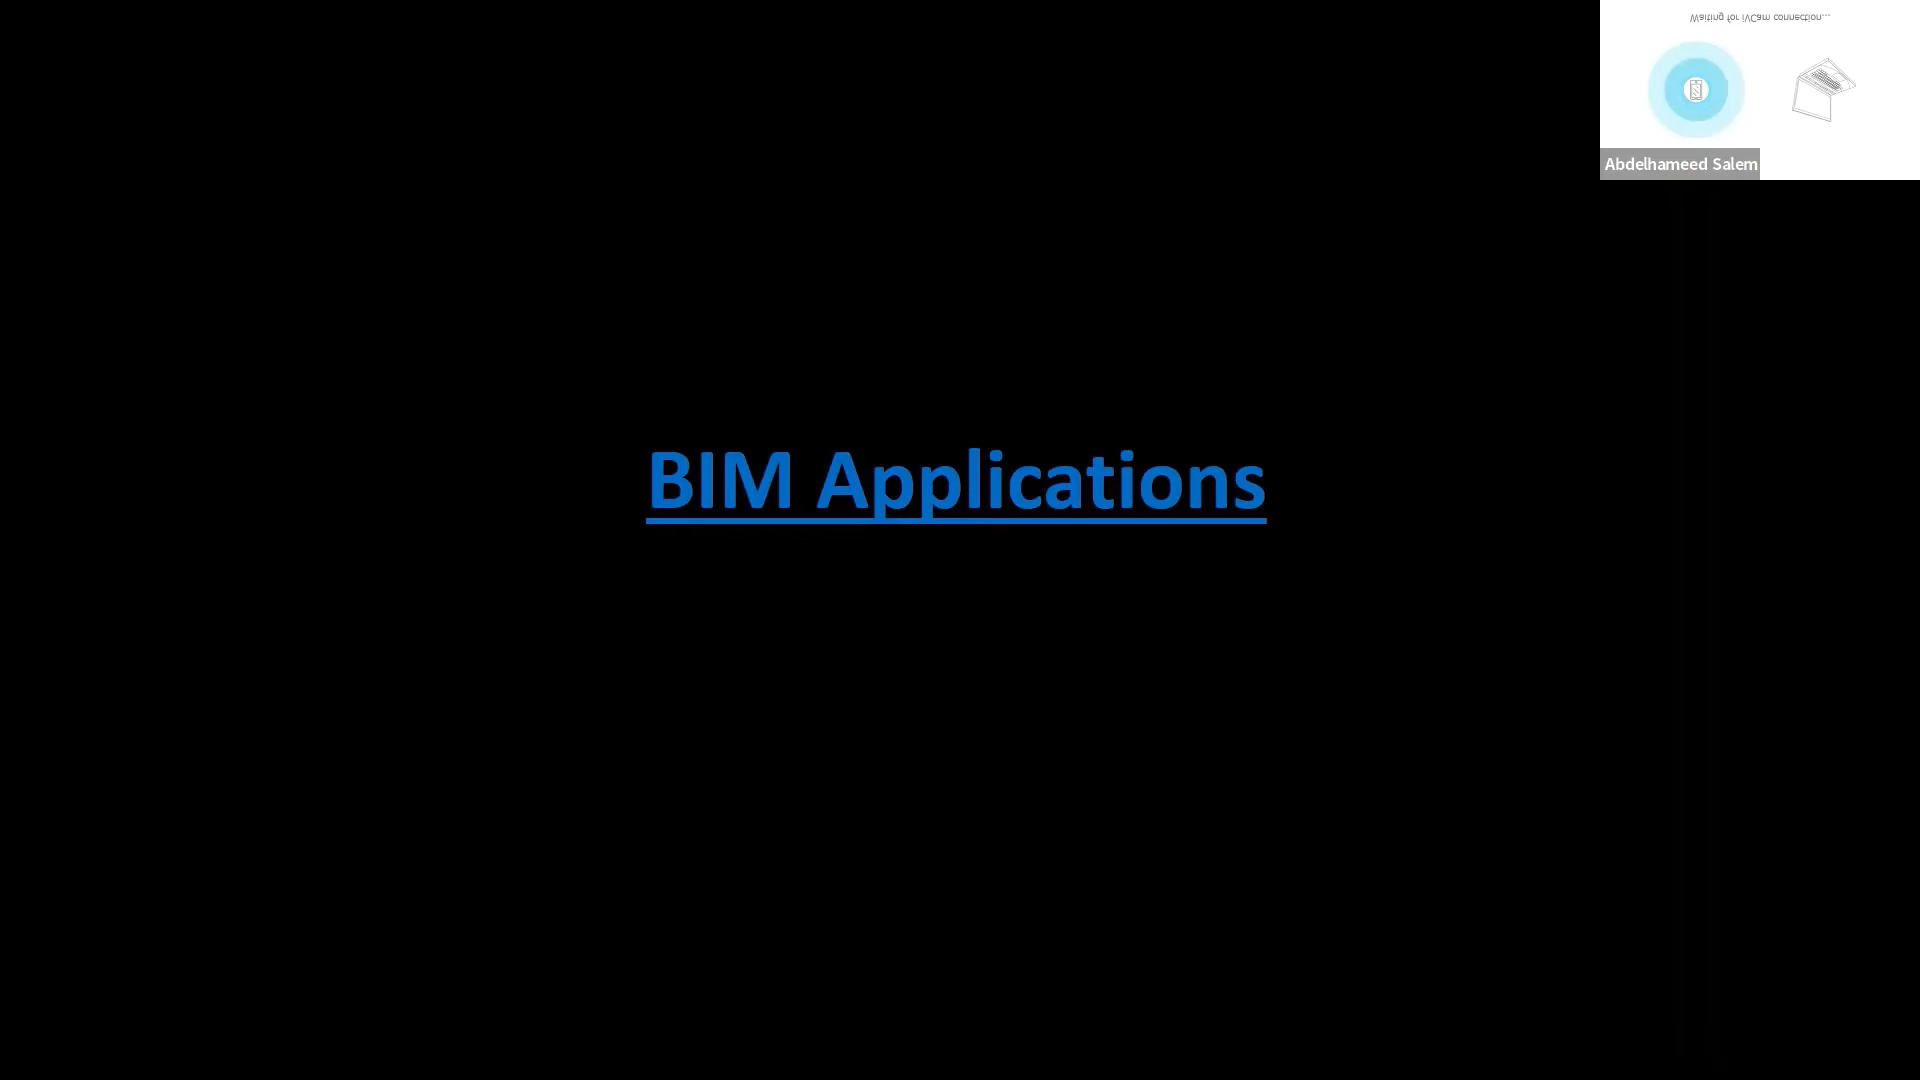 Waiting for iVCam connection...
Abdelhameed Salem
BIM Applications